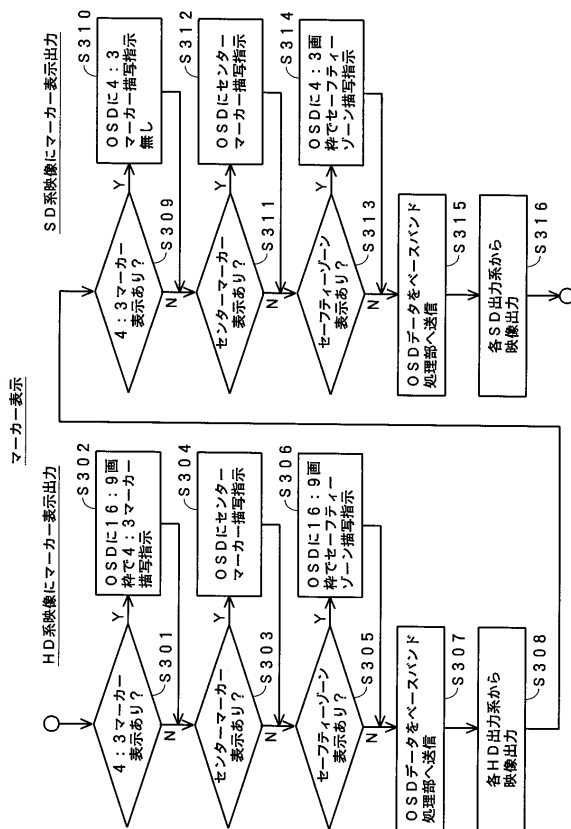 マーカー表示
HD系映像にマーカー表示出力
4：3マーカー
表示あり？
S301
Y
N
OSDに16：9画
枠で4：3マーカー
描写指示
S302
センターマーカー
表示あり？
S303
Y
N
OSDにセンター
マーカー描写指示
S304
セーフティーゾーン
表示あり？
S305
Y
N
OSDに16：9画
枠でセーフティー
ゾーン描写指示
S306
OSDデータをベースバンド
処理部へ送信
S307
各HD出力系から
映像出力
S308
SD系映像にマーカー表示出力
4：3マーカー
表示あり？
S309
Y
N
OSDに4：3
マーカー描写指示
無し
S310
センターマーカー
表示あり？
S311
Y
N
OSDにセンター
マーカー描写指示
S312
セーフティーゾーン
表示あり？
S313
Y
N
OSDに4：3画
枠でセーフティー
ゾーン描写指示
S314
OSDデータをベースバンド
処理部へ送信
S315
各SD出力系から
映像出力
S316